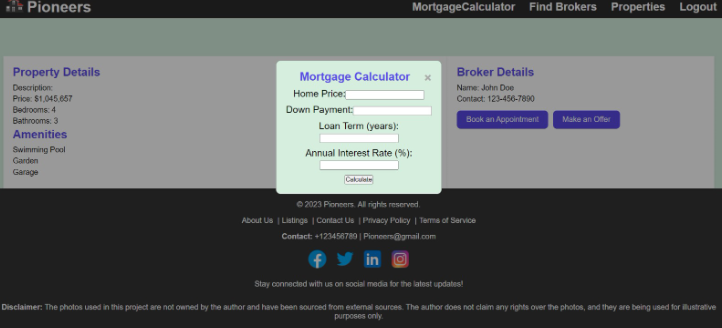 Pioneers
MortgageCalculator Find Brokers Properties Logout
Property Details
Description:
Price: $1,045,657
Bedrooms: 4
Bathrooms: 3
Amenities
Swimming Pool
Garden
Garage
Mortgage Calculator ×
Home Price:
Down Payment:
Loan Term (years):
Annual Interest Rate (%):
Calculate
Broker Details
Name: John Doe
Contact: 123-456-7890
Book an Appointment Make an Offer
© 2023 Pioneers. All rights reserved.
About Us | Listings | Contact Us | Privacy Policy | Terms of Service
Contact: +123456789 | Pioneers@gmail.com
Stay connected with us on social media for the latest updates!
Disclaimer: The photos used in this project are not owned by the author and have been sourced from external sources. The author does not claim any rights over the photos, and they are being used for illustrative
purposes only.